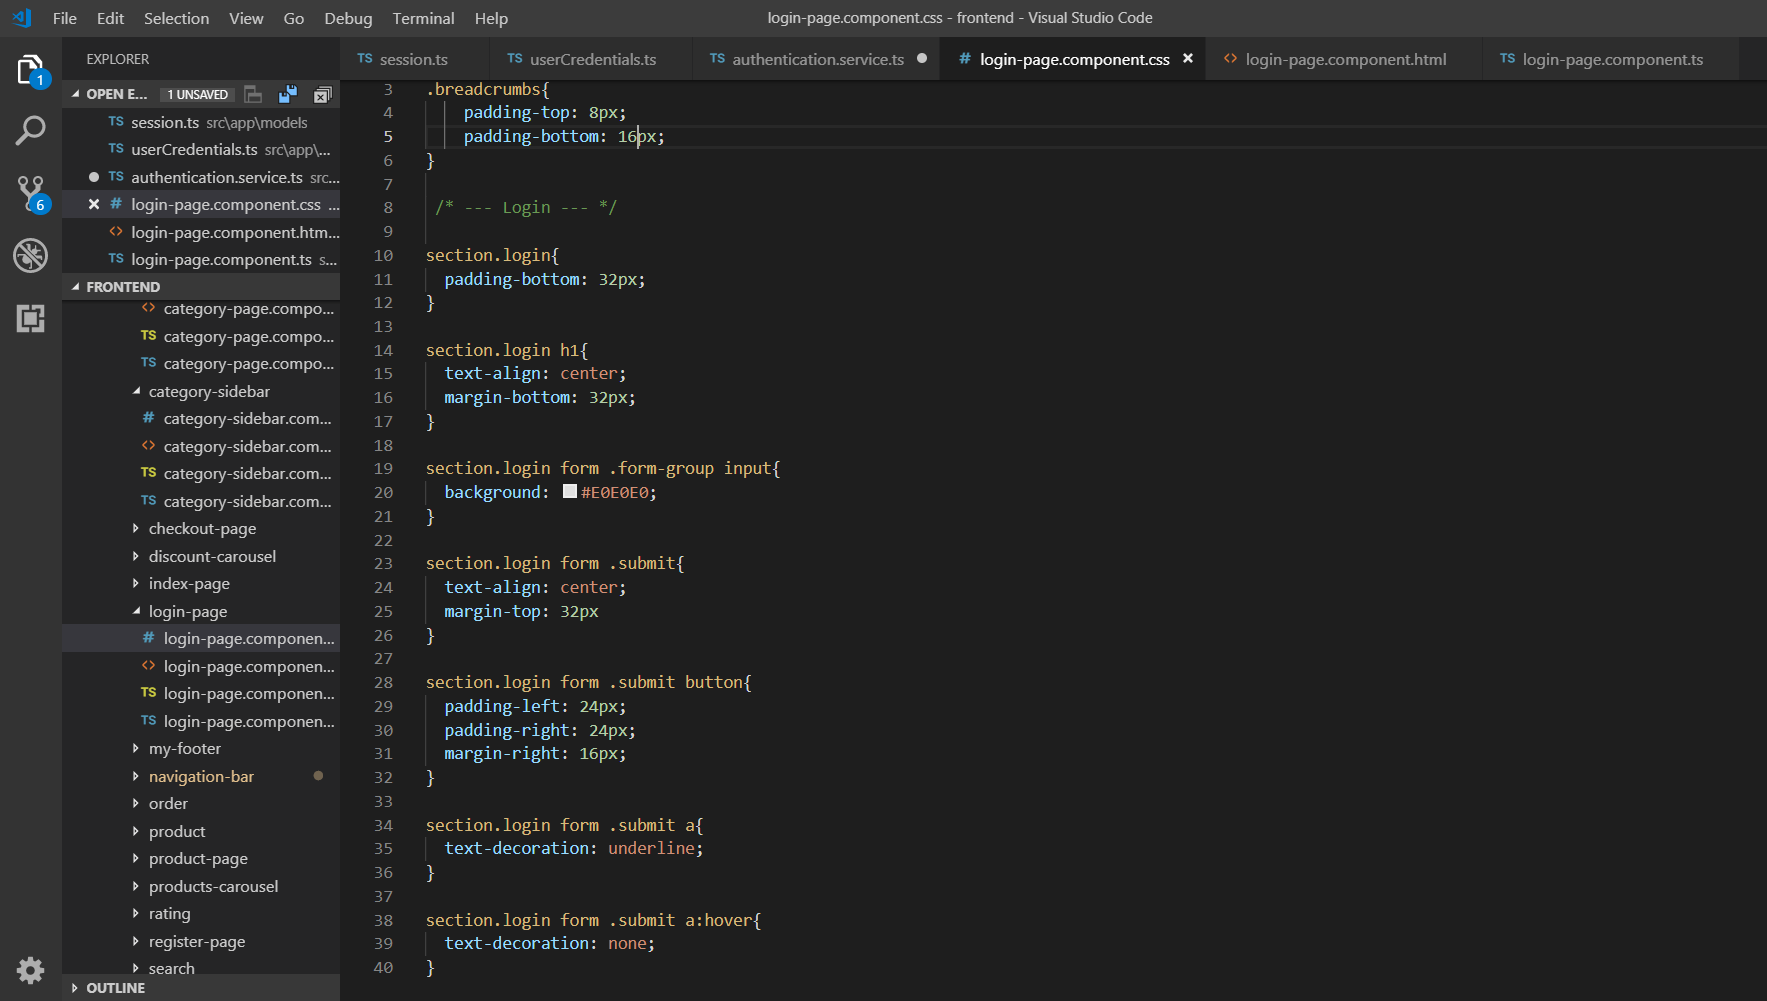 File Edit Selection View Go Debug Terminal Help
login-page.component.css - frontend - Visual Studio Code
EXPLORER
TS session.ts
TS userCredentials.ts
TS authentication.service.ts
# login-page.component.css
<> login-page.component.html
TS login-page.component.ts
1
6
OPEN E... 1 UNSAVED
TS session.ts src\app\models
TS userCredentials.ts src\app\...
TS authentication.service.ts src...
# login-page.component.css ...
<> login-page.component.htm...
TS login-page.component.ts s...
FRONTEND
<> category-page.compo...
TS category-page.compo...
TS category-page.compo...
category-sidebar
# category-sidebar.com...
<> category-sidebar.com...
TS category-sidebar.com...
TS category-sidebar.com...
checkout-page
discount-carousel
index-page
login-page
# login-page.componen...
<> login-page.componen...
TS login-page.componen...
TS login-page.componen...
my-footer
navigation-bar
order
product
product-page
products-carousel
rating
register-page
search
OUTLINE
3 .breadcrumbs{
4 padding-top: 8px;
5 padding-bottom: 16px;
6 }
7
8 /* --- Login --- */
9
10 section.login{
11 padding-bottom: 32px;
12 }
13
14 section.login h1{
15 text-align: center;
16 margin-bottom: 32px;
17 }
18
19 section.login form .form-group input{
20 background: #E0E0E0;
21 }
22
23 section.login form .submit{
24 text-align: center;
25 margin-top: 32px
26 }
27
28 section.login form .submit button{
29 padding-left: 24px;
30 padding-right: 24px;
31 margin-right: 16px;
32 }
33
34 section.login form .submit a{
35 text-decoration: underline;
36 }
37
38 section.login form .submit a:hover{
39 text-decoration: none;
40 }